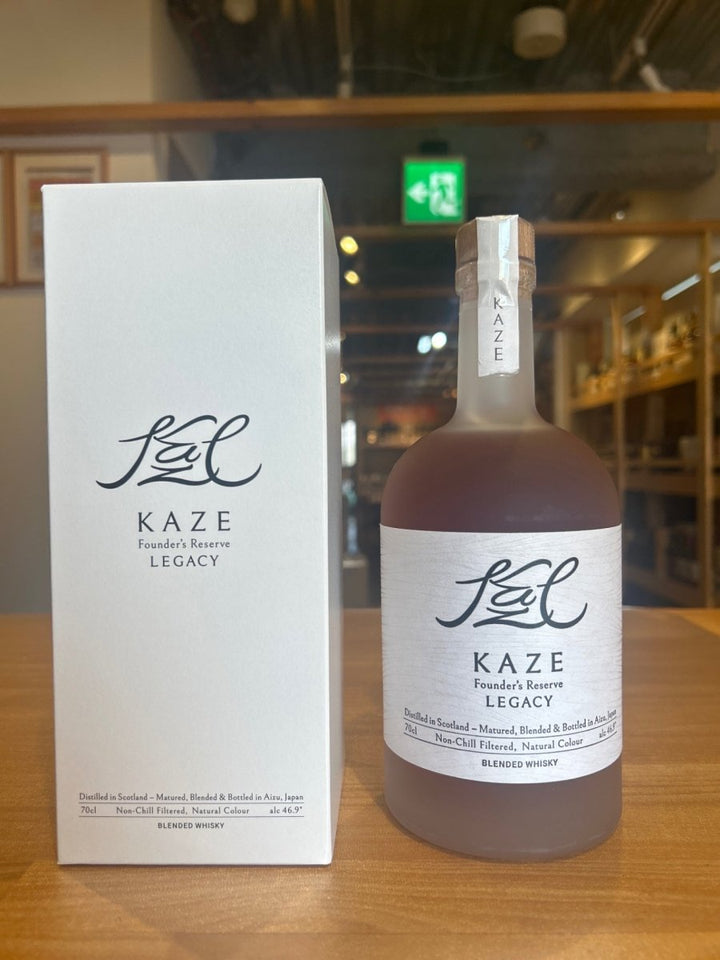 Kaze
KAZE
Founder's Reserve
LEGACY
Distilled in Scotland – Matured, Blended & Bottled in Aizu, Japan
70cl Non-Chill Filtered, Natural Colour alc 46.9°
BLENDED WHISKY
KAZE
Kaze
KAZE
Founder's Reserve
LEGACY
Distilled in Scotland – Matured, Blended & Bottled in Aizu, Japan
70cl Non-Chill Filtered, Natural Colour alc 46.9°
BLENDED WHISKY